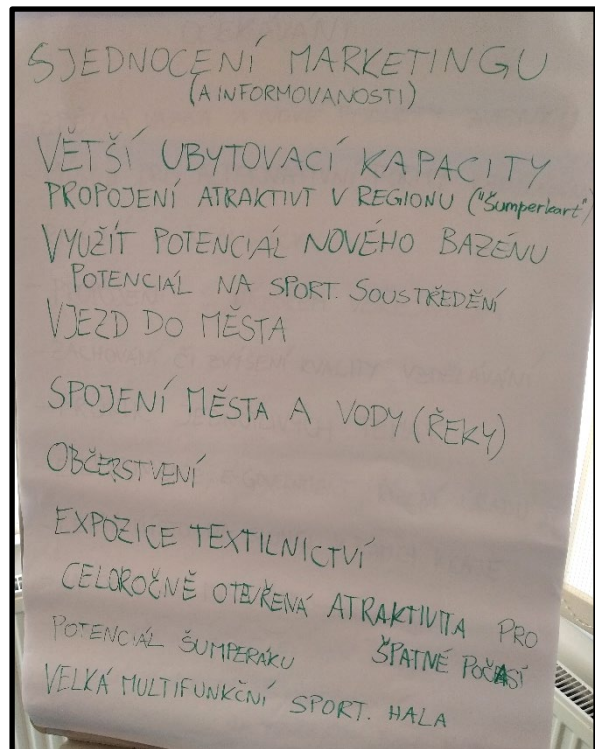 SJEDNOCENÍ MARKETINGU
(A INFORMOVANOSTI)
VĚTŠÍ UBYTOVACÍ KAPACITY
PROPOJENÍ ATRAKTIVT V REGIONU ("Šumperkart")
VYUŽÍT POTENCIÁL NOVÉHO BAZÉNU
POTENCIÁL NA SPORT. SOUSTŘEDĚNÍ
VJEZD DO MĚSTA
SPOJENÍ MĚSTA A VODY (ŘEKY)
OBČERSTVENÍ
EXPOZICE TEXTILNICTVÍ
CELOROČNĚ OTEVŘENÁ ATRAKTIVITA PRO
ŠPATNÉ POČASÍ
POTENCIÁL ŠUMPERÁKU
VELKÁ MULTIFUNKČNÍ SPORT. HALA